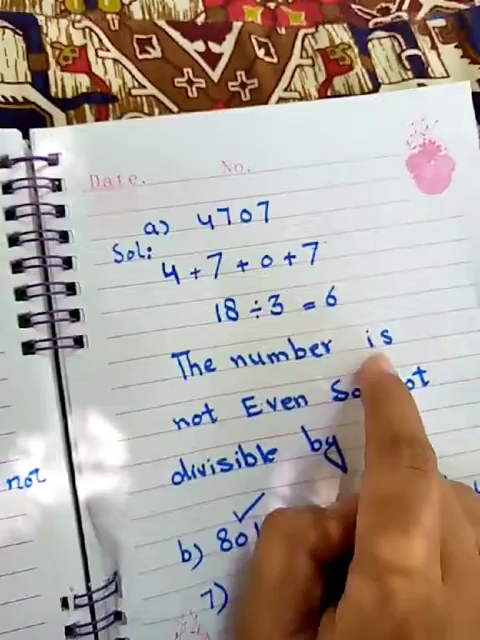 Date. No.
a) 4707
Sol:
4 + 7 + 0 + 7
18 ÷ 3 = 6
The number is
not Even So
divisible by
not
b) 801
7)